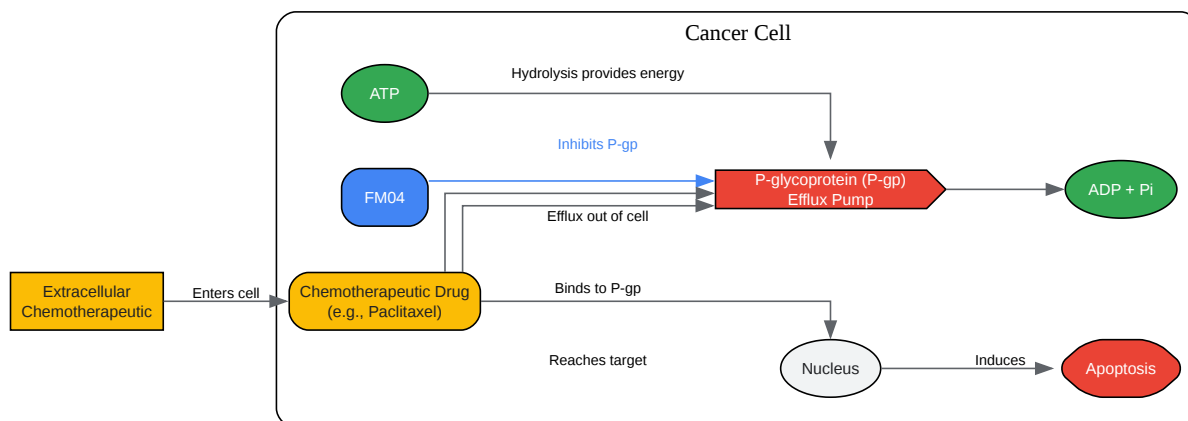 Cancer Cell
Hydrolysis provides energy
ATP
Inhibits P-gp
FM04
P-glycoprotein (P-gp)
Efflux Pump
ADP + Pi
Efflux out of cell
Extracellular
Chemotherapeutic
Enters cell
Chemotherapeutic Drug
(e.g., Paclitaxel)
Binds to P-gp
Reaches target
Nucleus
Induces
Apoptosis